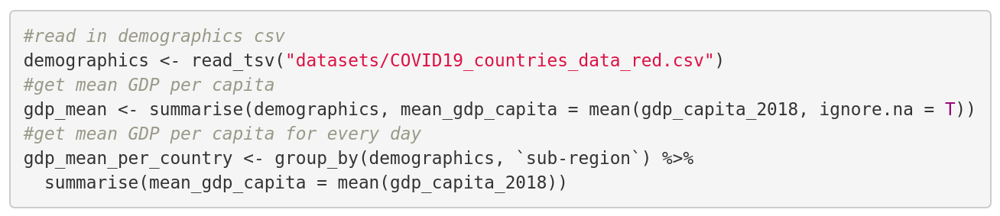 #read in demographics csv
demographics <- read_tsv("datasets/COVID19_countries_data_red.csv")
#get mean GDP per capita
gdp_mean <- summarise(demographics, mean_gdp_capita = mean(gdp_capita_2018, ignore.na = T))
#get mean GDP per capita for every day
gdp_mean_per_country <- group_by(demographics, `sub-region`) %>%
  summarise(mean_gdp_capita = mean(gdp_capita_2018))